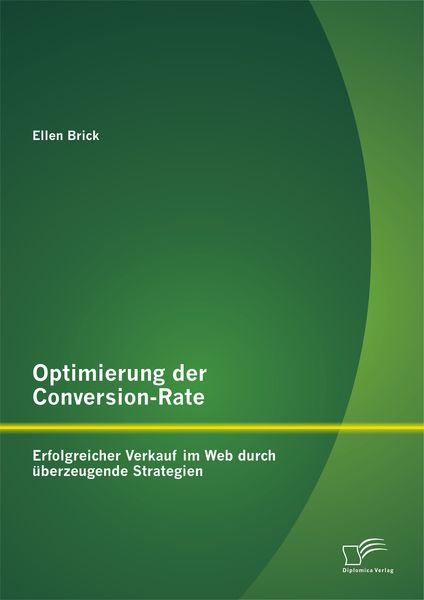 Ellen Brick
Optimierung der
Conversion-Rate
Erfolgreicher Verkauf im Web durch
überzeugende Strategien
Diplomica Verlag